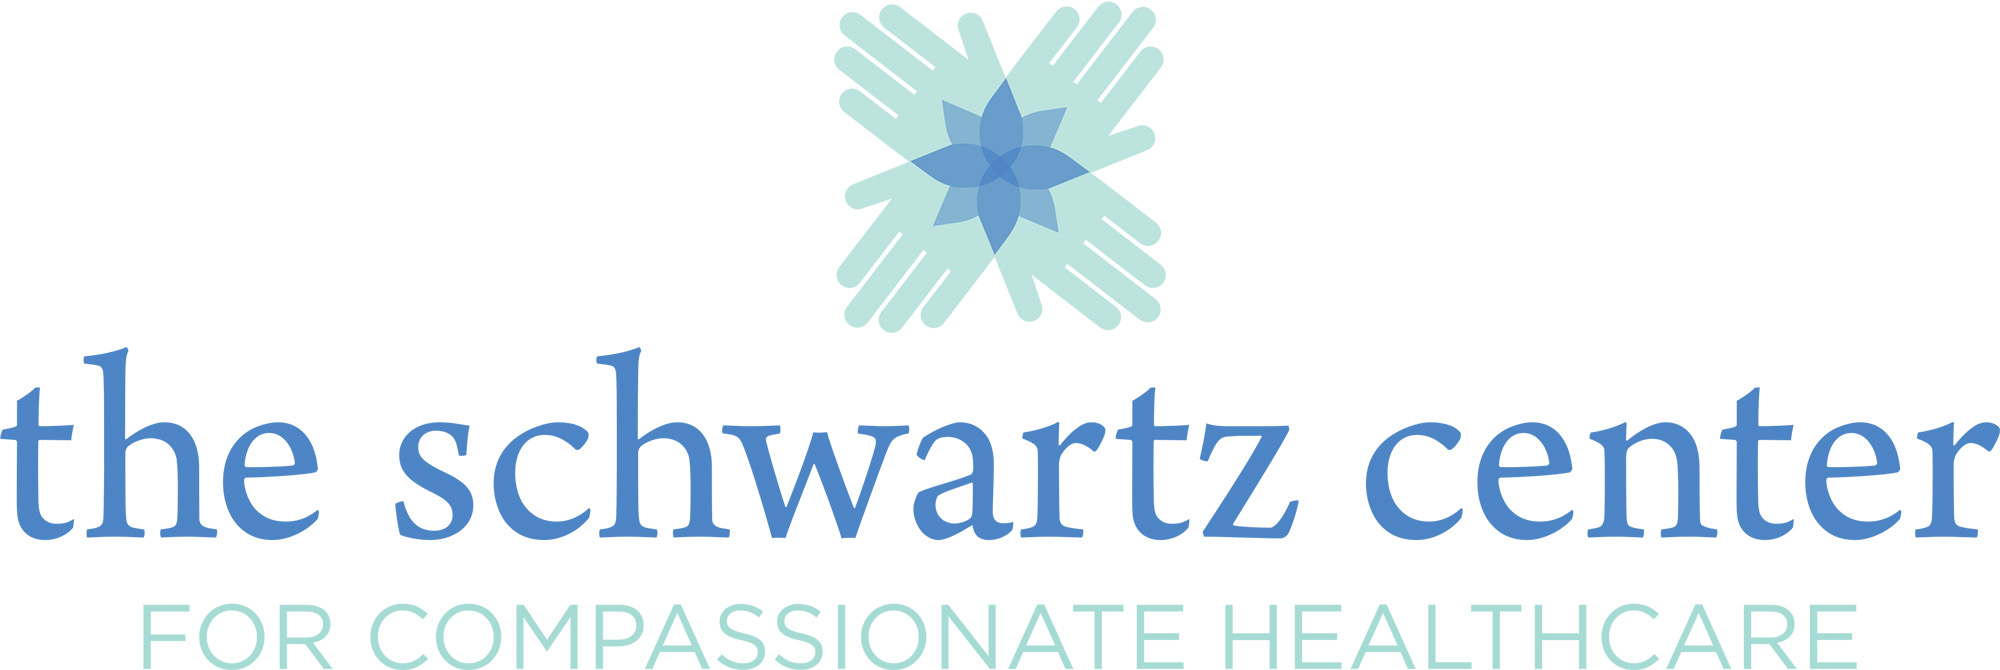 the schwartz center
FOR COMPASSIONATE HEALTHCARE